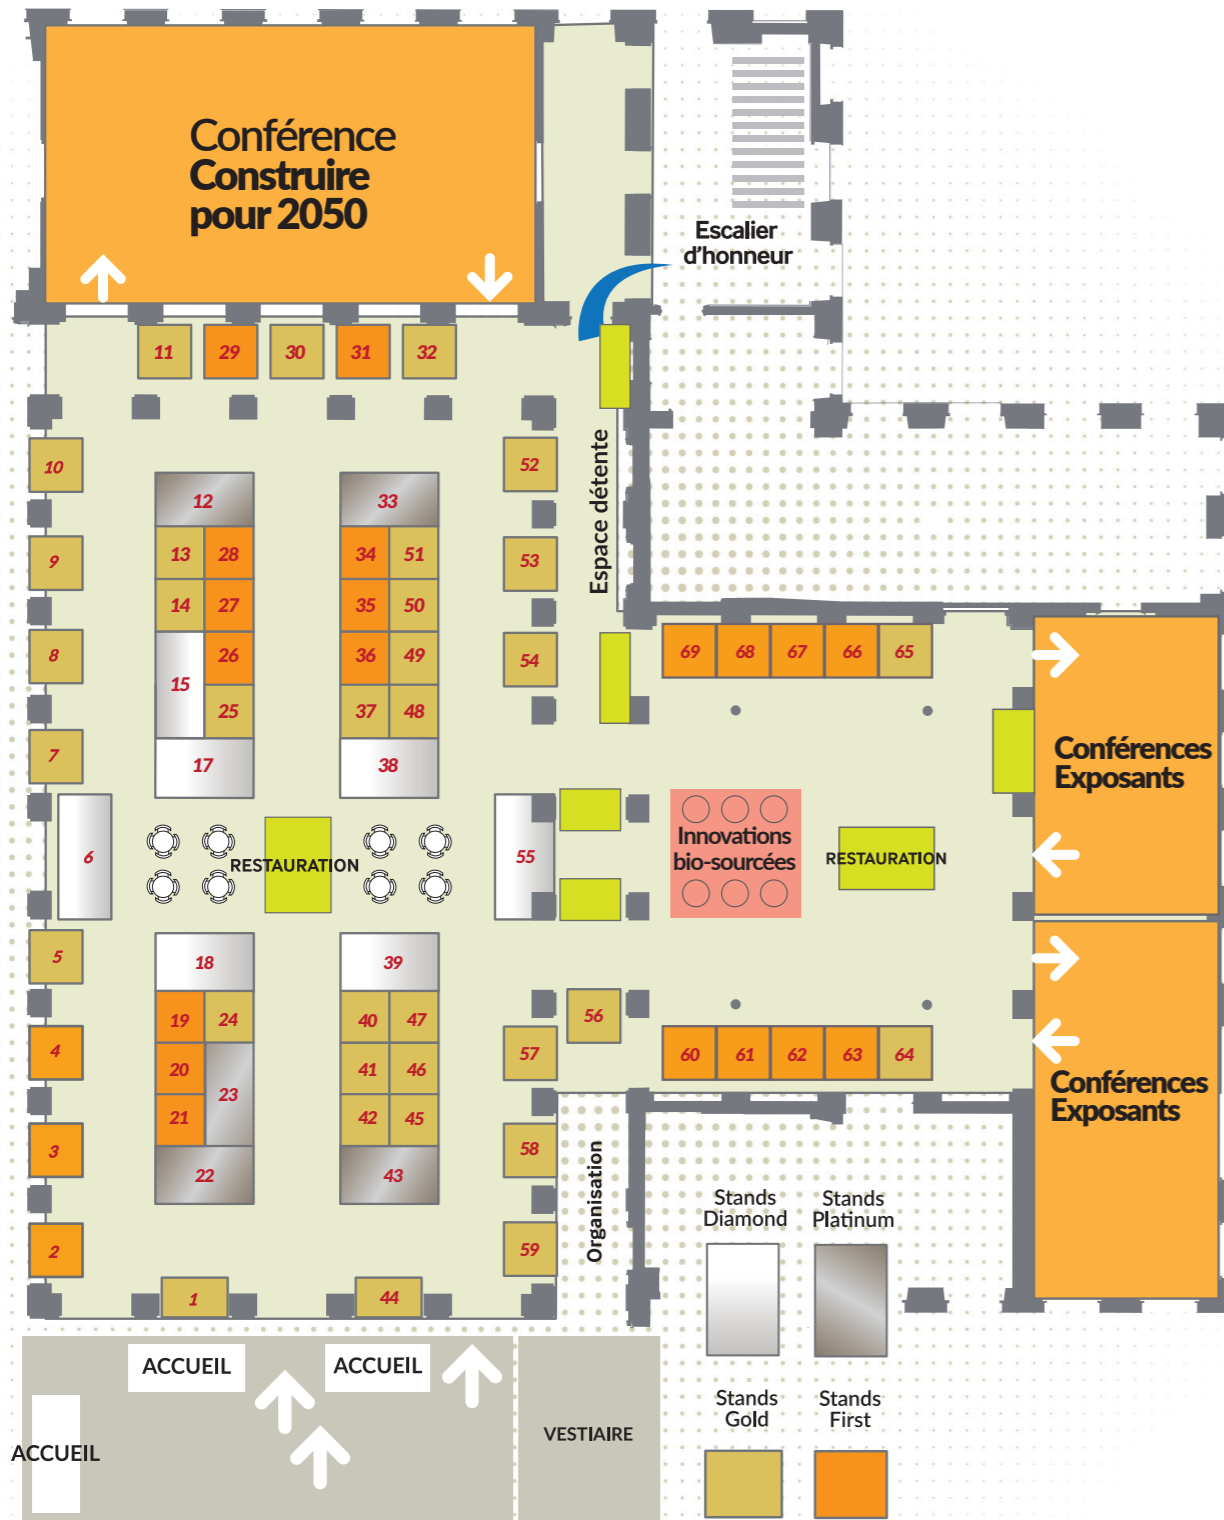 Conférence
Construire
pour 2050
Escalier
d'honneur
11
29
30
31
32
10
52
12
33
9
13
28
34
51
53
Espace détente
14
27
35
50
8
15
26
36
49
54
69
68
67
66
65
25
37
48
7
17
38
Conférences
Exposants
6
RESTAURATION
55
Innovations
bio-sourcées
RESTAURATION
5
18
39
4
19
24
40
47
56
57
60
61
62
63
64
20
23
41
46
21
42
45
3
22
43
58
Organisation
Conférences
Exposants
2
59
1
44
Stands
Diamond
Stands
Platinum
ACCUEIL
ACCUEIL
ACCUEIL
VESTIAIRE
Stands
Gold
Stands
First